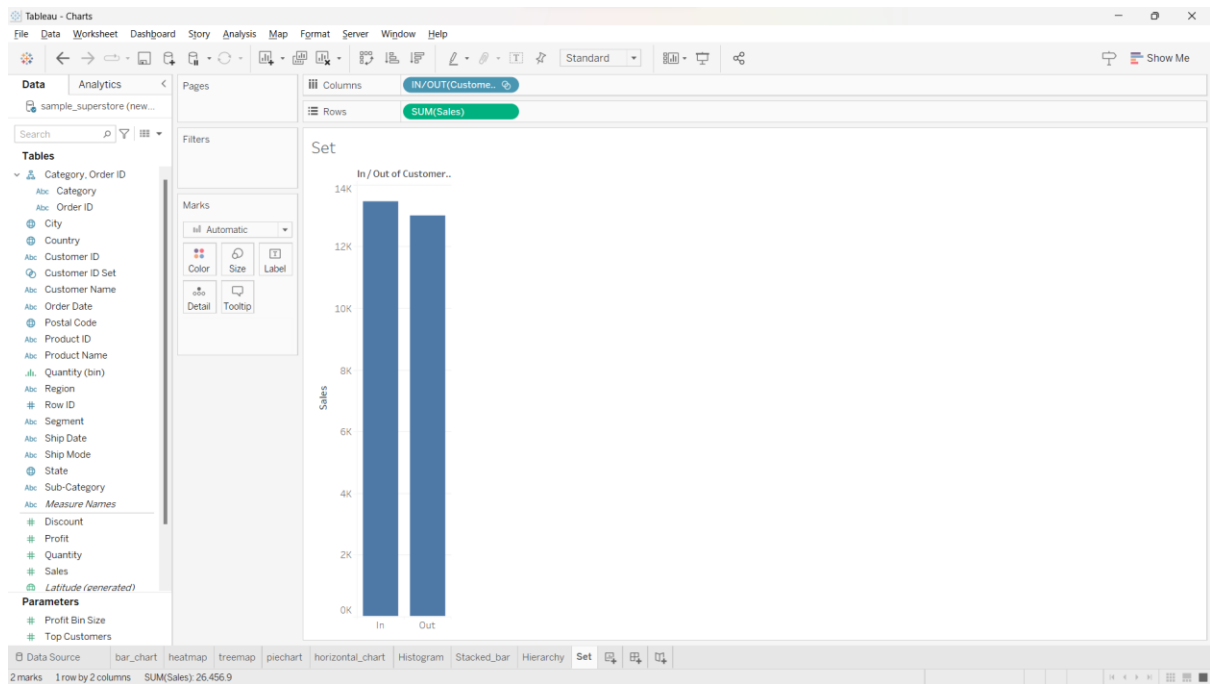 Tableau - Charts
File Data Worksheet Dashboard Story Analysis Map Format Server Window Help
Standard
Show Me
Data Analytics
Pages
Columns
IN/OUT(Custome..
sample_superstore (new...
Rows
SUM(Sales)
Search
Filters
Set
Tables
In / Out of Customer..
Category, Order ID
Category
Order ID
City
Country
Customer ID
Customer ID Set
Customer Name
Order Date
Postal Code
Product ID
Product Name
Quantity (bin)
Region
Row ID
Segment
Ship Date
Ship Mode
State
Sub-Category
Measure Names
Discount
Profit
Quantity
Sales
Latitude (generated)
Parameters
Profit Bin Size
Top Customers
Marks
Automatic
Color Size Label
Detail Tooltip
14K
12K
10K
8K
6K
4K
2K
0K
Sales
In Out
Data Source bar_chart heatmap treemap piechart horizontal_chart Histogram Stacked_bar Hierarchy Set
2 marks 1 row by 2 columns SUM(Sales): 26.456.9